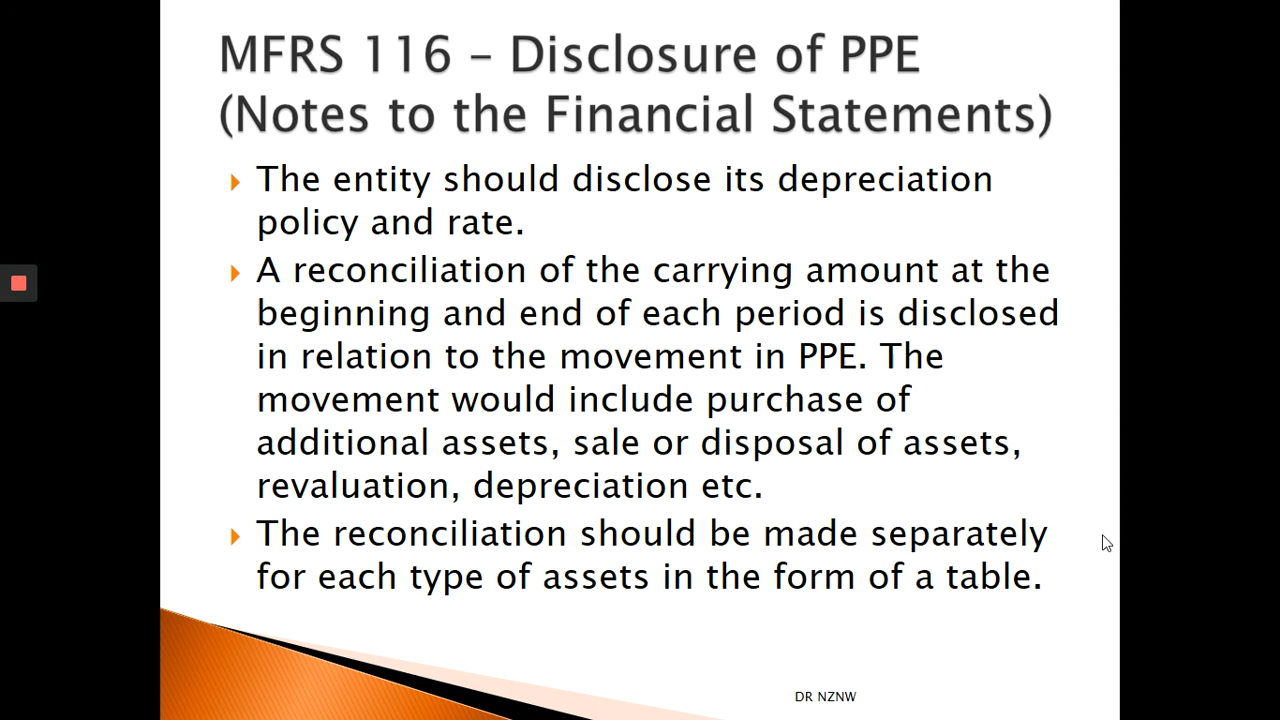 MFRS 116 – Disclosure of PPE
(Notes to the Financial Statements)
The entity should disclose its depreciation
policy and rate.
A reconciliation of the carrying amount at the
beginning and end of each period is disclosed
in relation to the movement in PPE. The
movement would include purchase of
additional assets, sale or disposal of assets,
revaluation, depreciation etc.
The reconciliation should be made separately
for each type of assets in the form of a table.
DR NZNW